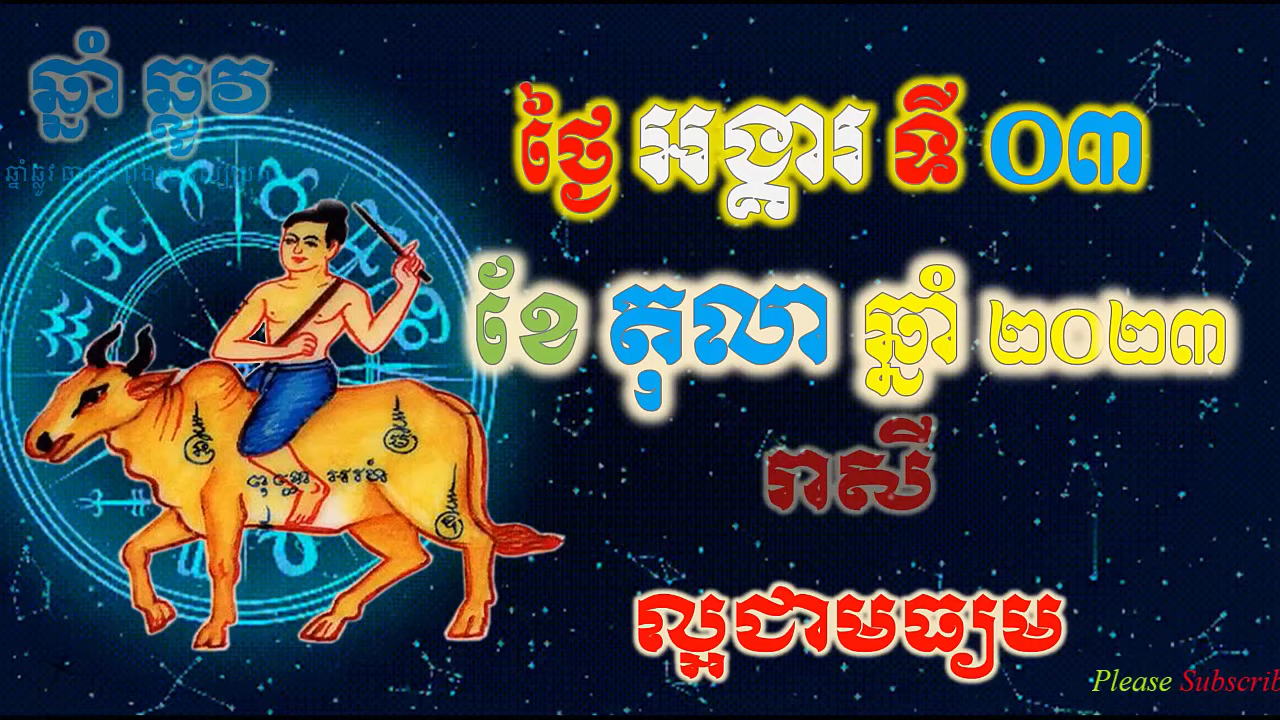 ឆ្នាំ ឆ្លូវ
ថ្ងៃ អង្គារ ទី ០៣
ខែ តុលា ឆ្នាំ ២០២៣
រាសី
ល្អជាមធ្យម
Please Subscrib